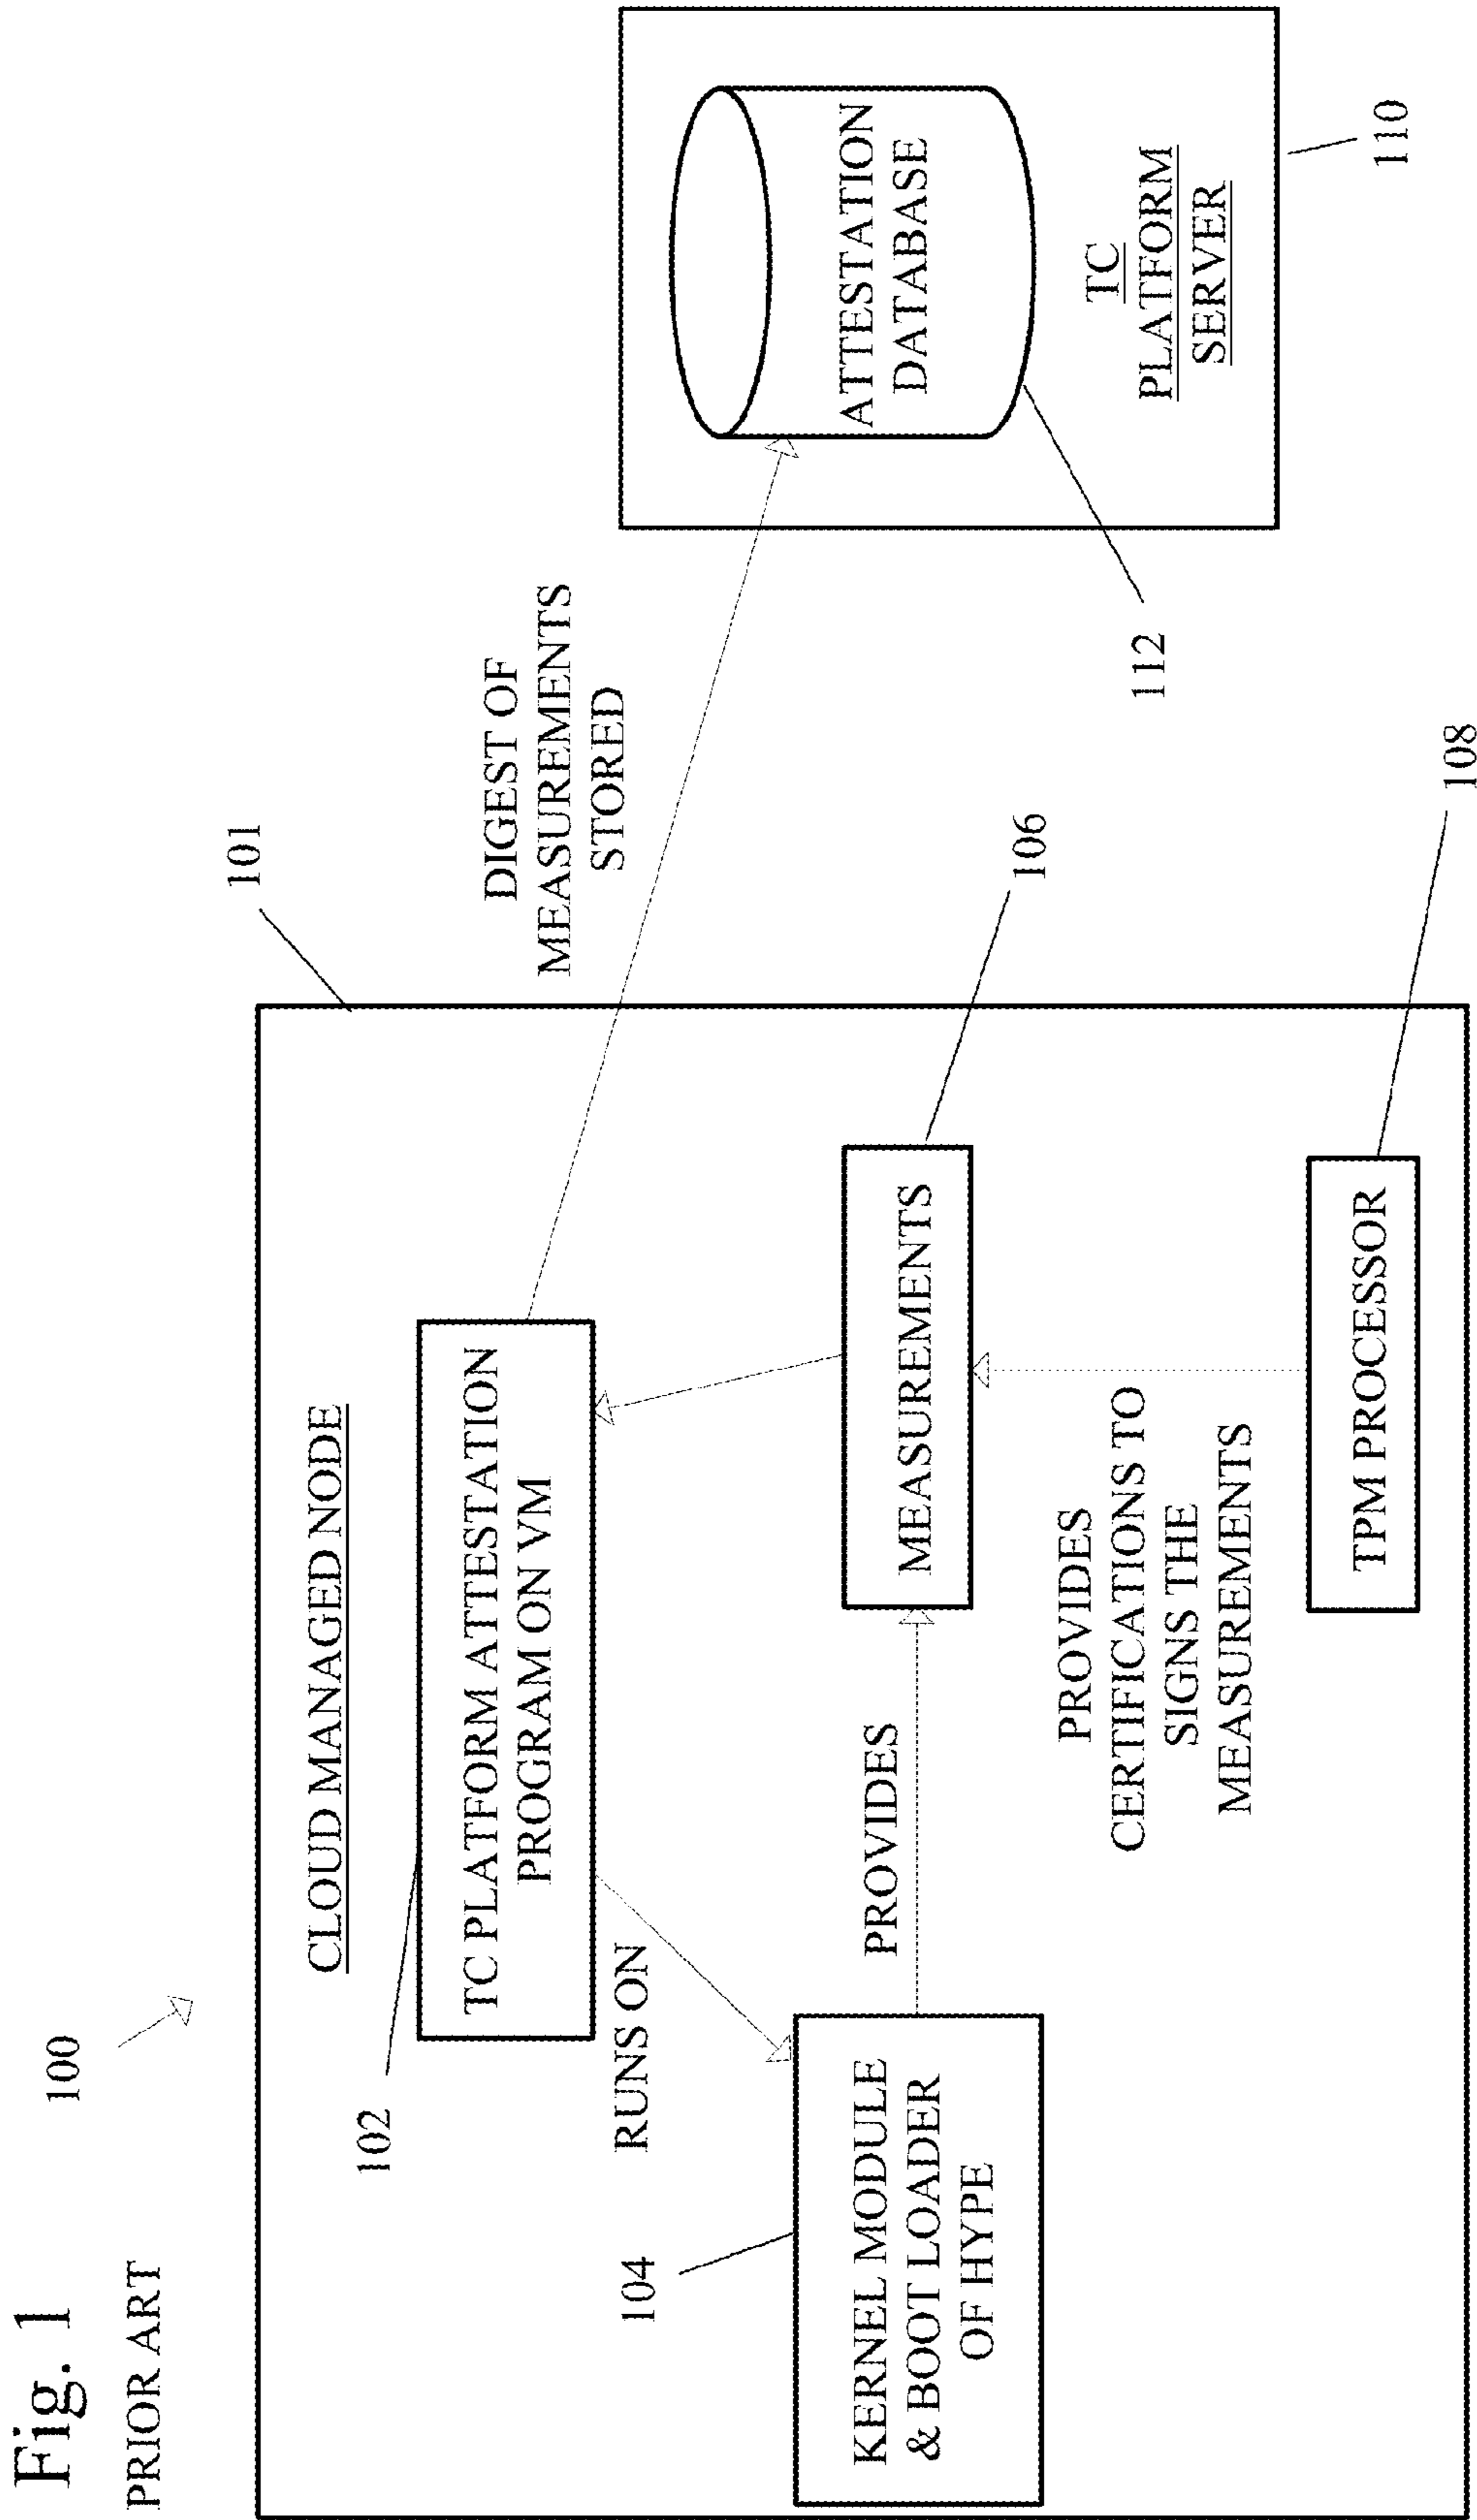 Fig. 1
PRIOR ART
100
101
CLOUD MANAGED NODE
102
TC PLATFORM ATTESTATION
PROGRAM ON VM
RUNS ON
104
KERNEL MODULE
& BOOT LOADER
OF HYPE
PROVIDES
MEASUREMENTS
106
PROVIDES
CERTIFICATIONS TO
SIGNS THE
MEASUREMENTS
TPM PROCESSOR
108
DIGEST OF
MEASUREMENTS
STORED
ATTESTATION
DATABASE
112
TC
PLATFORM
SERVER
110